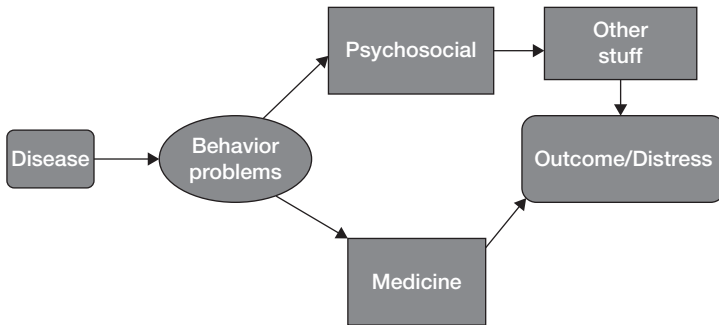 Psychosocial
Other
stuff
Disease
Behavior
problems
Outcome/Distress
Medicine